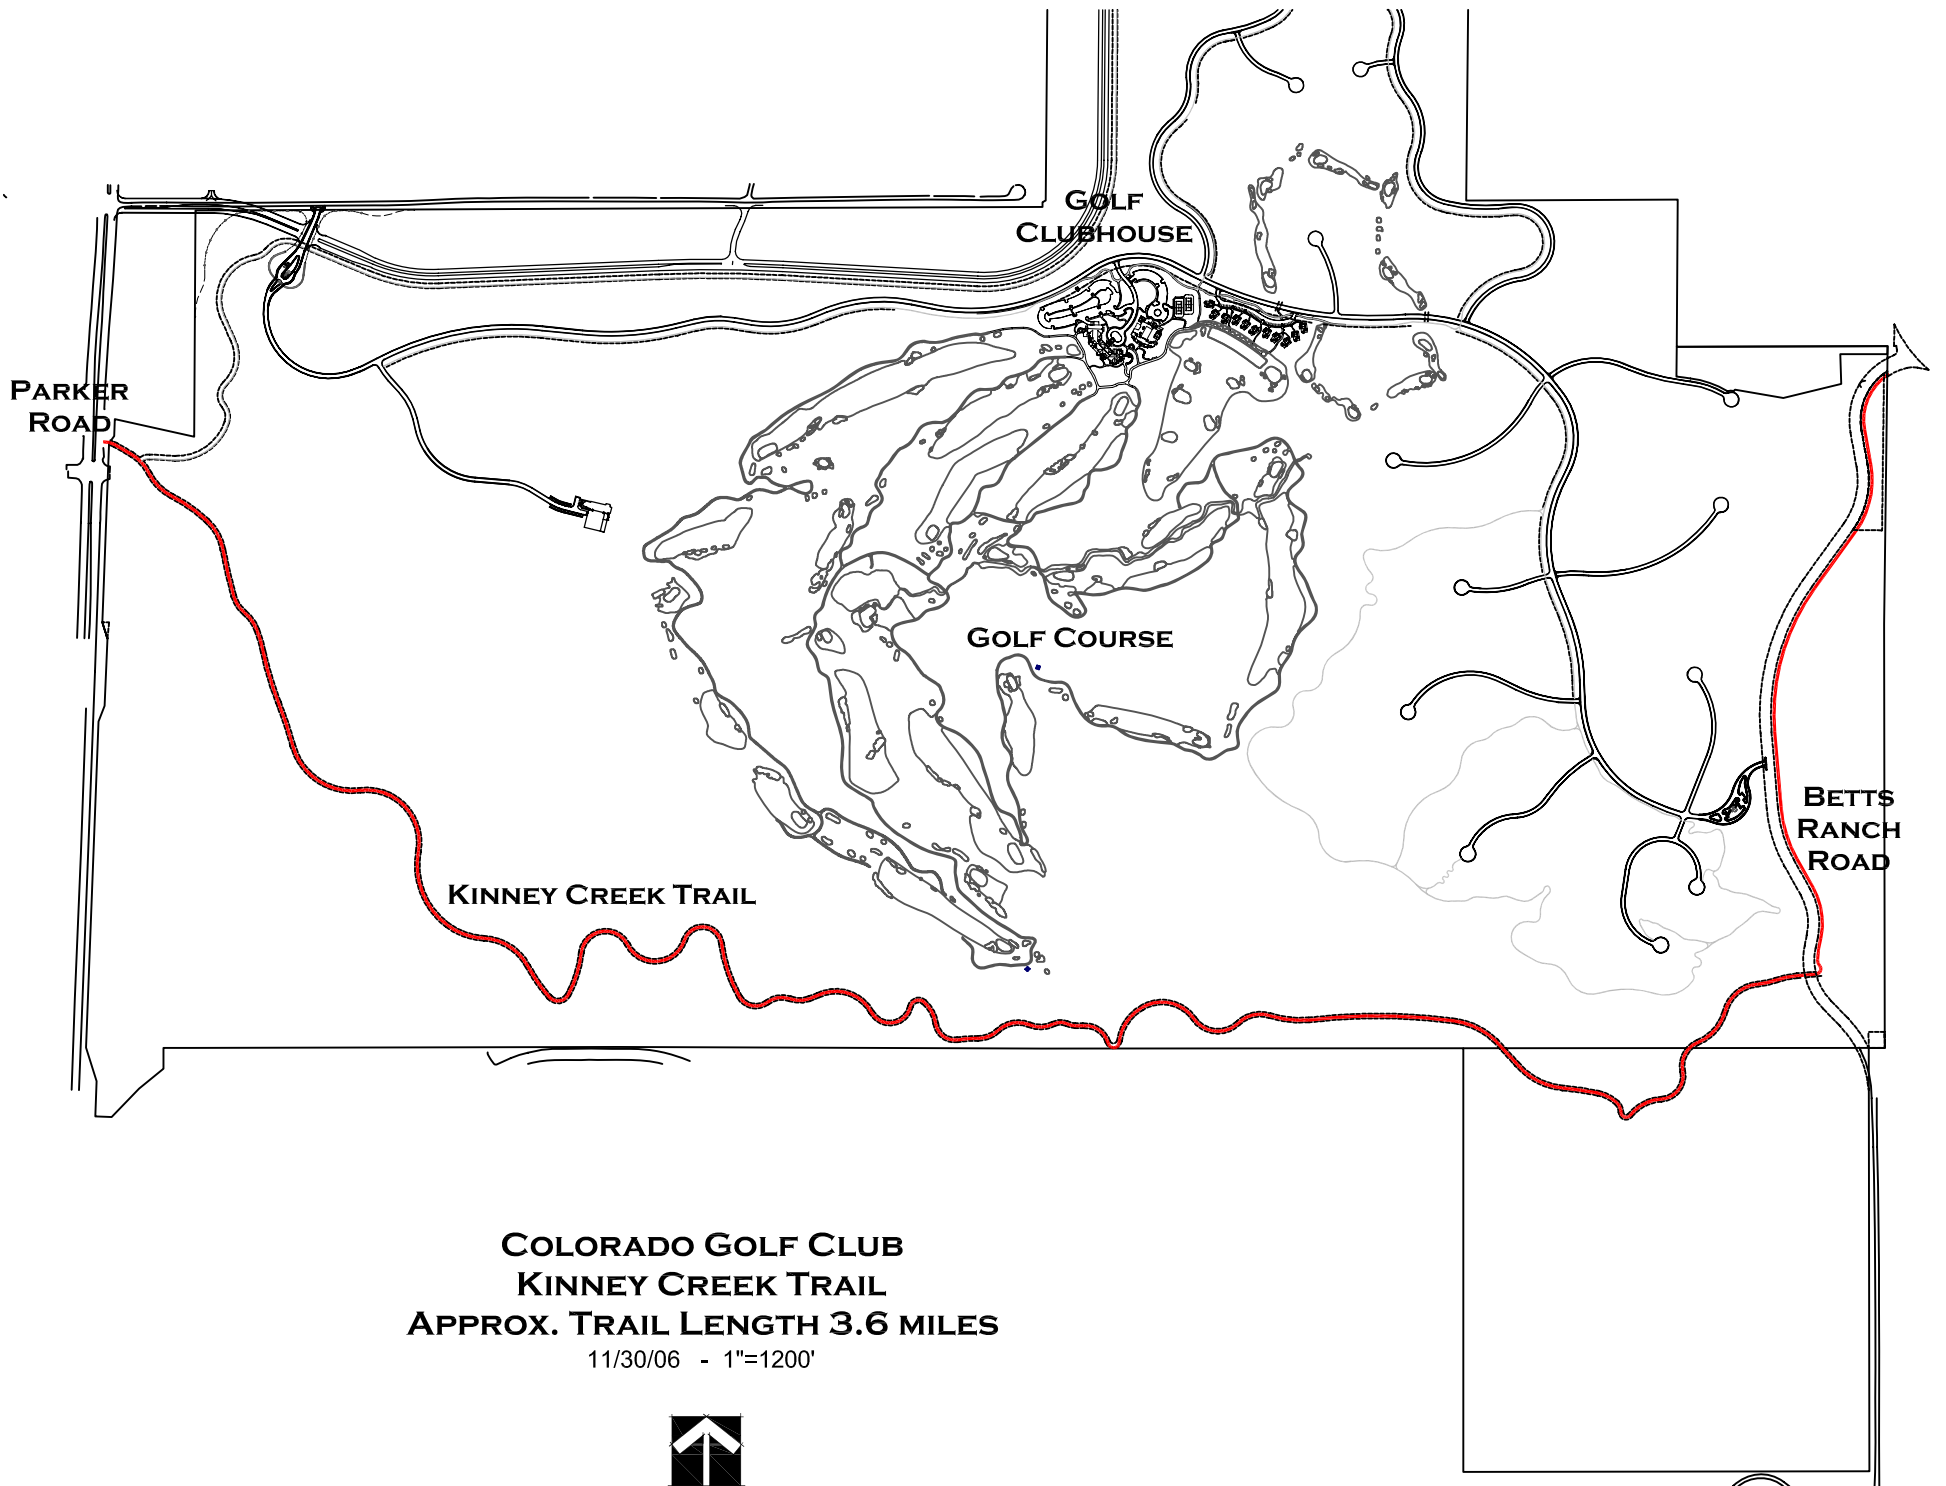 Golf
Clubhouse
Parker
Road
Golf Course
Betts
Ranch
Road
Kinney Creek Trail
Colorado Golf Club
Kinney Creek Trail
Approx. Trail Length 3.6 miles
11/30/06 - 1"=1200'